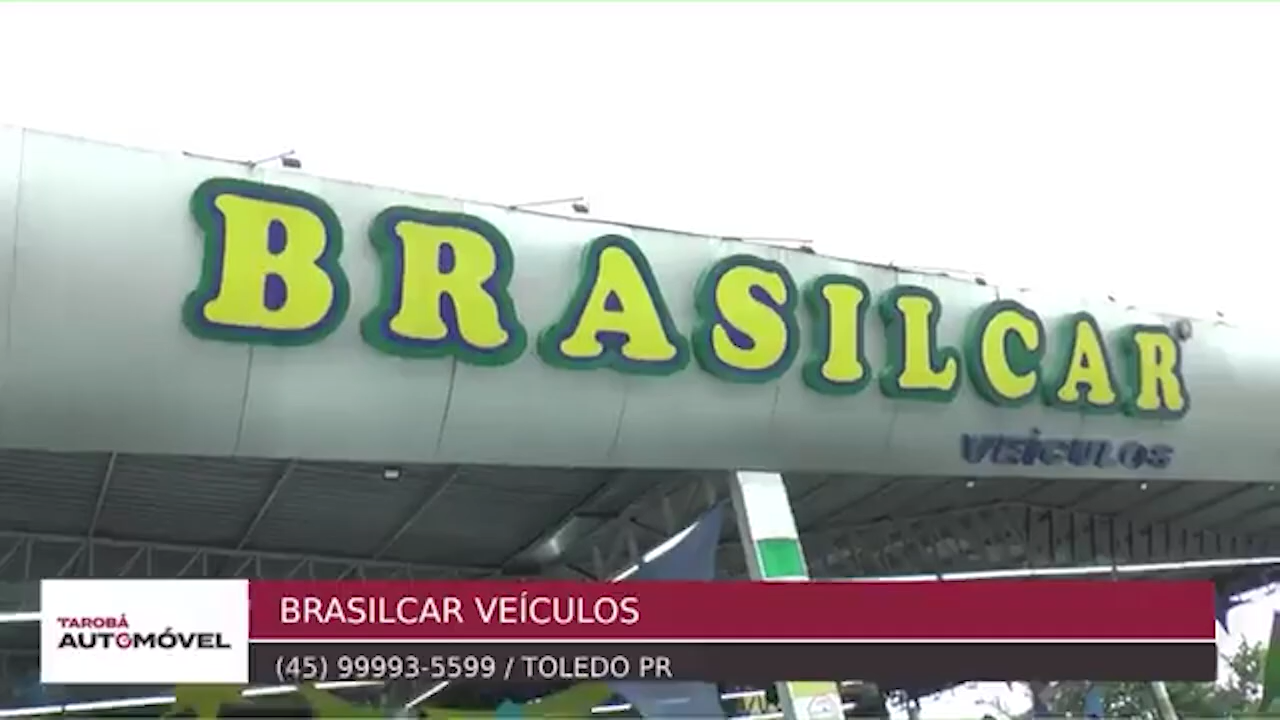 BRASILCAR
VEÍCULOS
TAROBÁ
AUTOMÓVEL
BRASILCAR VEÍCULOS
(45) 99993-5599 / TOLEDO PR